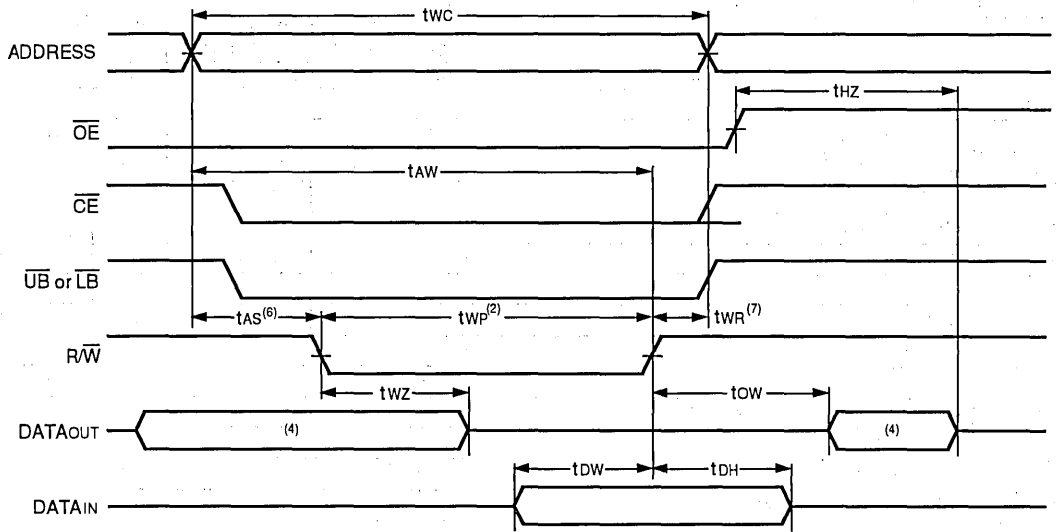 tWC
ADDRESS
tHZ
OE
tAW
CE
UB or LB
tAS(6)
tWP(2)
tWR(7)
R/W
tWZ
tOW
DATAOUT
(4)
(4)
tDW
tDH
DATAIN